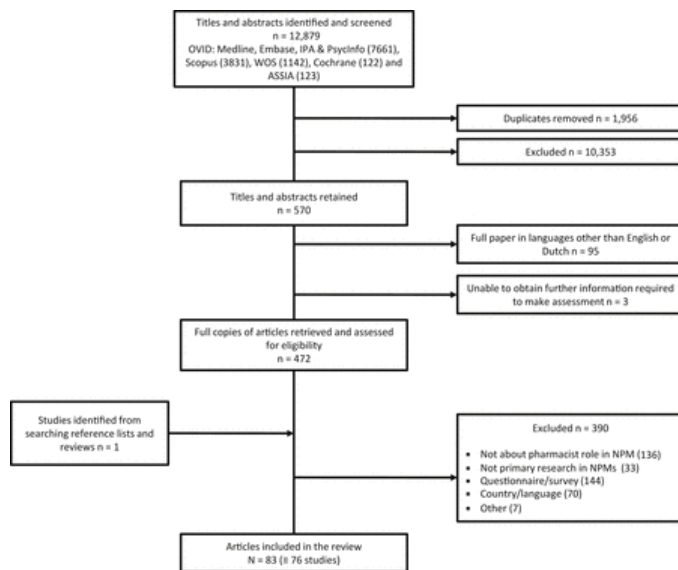 Titles and abstracts identified and screened
n = 12,879
OVID: Medline, Embase, IPA & PsycInfo (7661),
Scopus (3831), WOS (1142), Cochrane (122) and
ASSIA (123)
Duplicates removed n = 1,956
Excluded n = 10,353
Titles and abstracts retained
n = 570
Full paper in languages other than English or
Dutch n = 95
Unable to obtain further information required
to make assessment n = 3
Full copies of articles retrieved and assessed
for eligibility
n = 472
Studies identified from
searching reference lists and
reviews n = 1
Excluded n = 390
▪ Not about pharmacist role in NPM (136)
▪ Not primary research in NPMs (33)
▪ Questionnaire/survey (144)
▪ Country/language (70)
▪ Other (7)
Articles included in the review
N = 83 (≡ 76 studies)